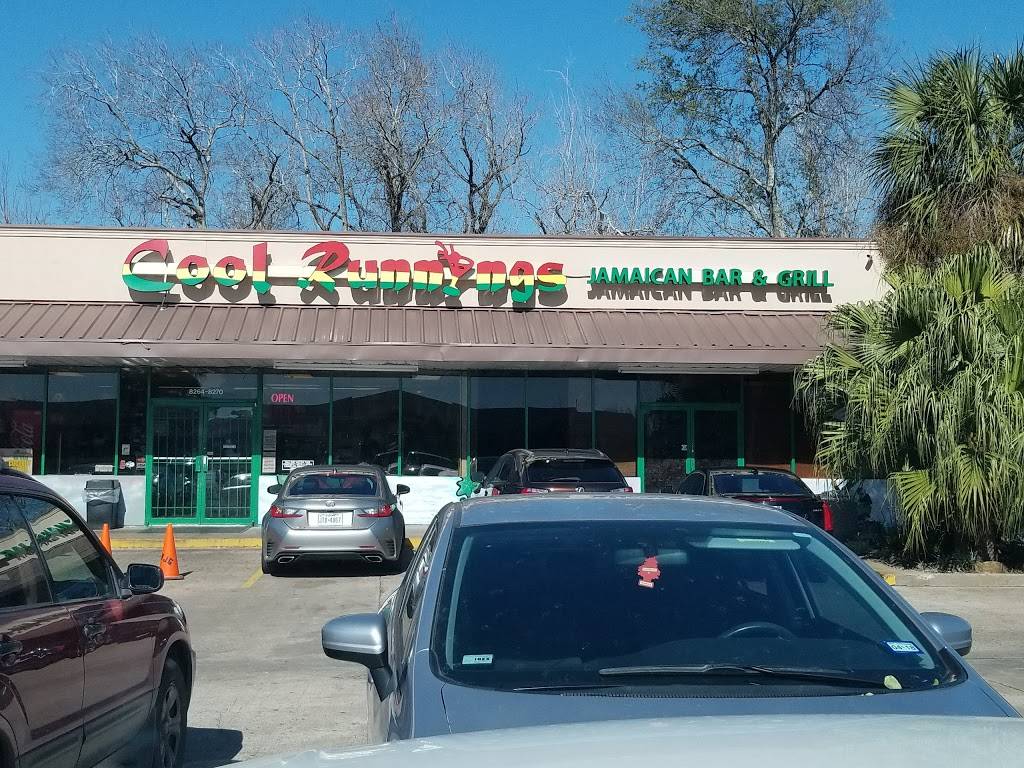 Cool Runnings
JAMAICAN BAR & GRILL
8264-8270
OPEN